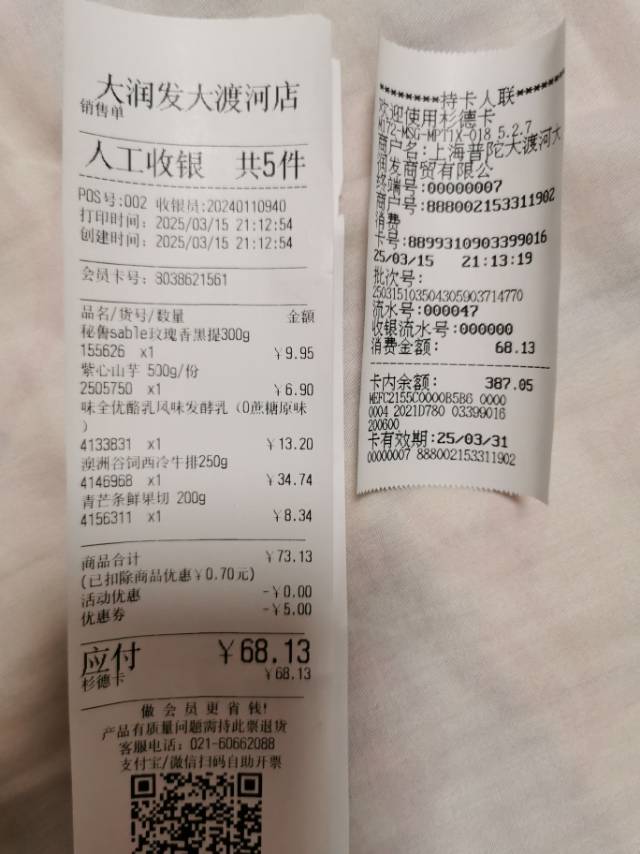 大润发大渡河店
销售单
人工收银 共5件
POS号:002 收银员:20240110940
打印时间: 2025/03/15 21:12:54
创建时间: 2025/03/15 21:12:54
会员卡号: 8038621561
品名/货号/数量 金额
秘鲁sable玫瑰香黑提300g
155626 x1 ¥9.95
紫心山芋 500g/份
2505750 x1 ¥6.90
味全优酪乳风味发酵乳 (0蔗糖原味
)
4133831 x1 ¥13.20
澳洲谷饲西冷牛排250g
4146968 x1 ¥34.74
青芒条鲜果切 200g
4156311 x1 ¥8.34
商品合计 ¥73.13
(已扣除商品优惠¥0.70元)
活动优惠 -¥0.00
优惠券 -¥5.00
应付 ¥68.13
杉德卡 ¥68.13
做会员更省钱!
产品有质量问题需持此票退货
客服电话: 021-60662088
支付宝/微信扫码自助开票
********持卡人联********
欢迎使用杉德卡
商户名:上海普陀大渡河大
润发商贸有限公
终端号:00000007
商户号:888002153311902
消费
卡号:8899310903399016
25/03/15 21:13:19
批次号:
2503151035043059037 14770
流水号:000047
收银流水号:000000
消费金额: 68.13
卡内余额: 387.05
MEFC2155C0000B5B6 0000
0004 2021D780 03399016
200600
卡有效期:25/03/31
00000007 888002153311902